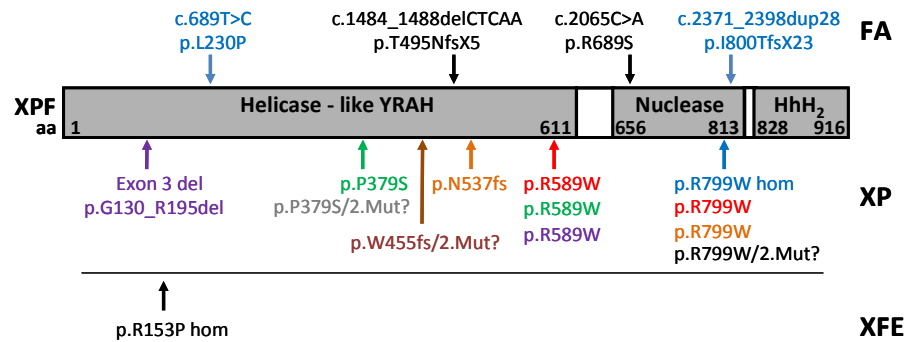 c.689T>C c.1484_1488delCTCAA c.2065C>A c.2371_2398dup28 FA
p.L230P p.T495NfsX5 p.R689S p.I800TfsX23
XPF Helicase - like YRAH Nuclease HhH2
aa 1 611 656 813 828 916
Exon 3 del p.P379S p.N537fs p.R589W p.R799W hom XP
p.G130_R195del p.P379S/2.Mut? p.R589W p.R799W
p.W455fs/2.Mut? p.R589W p.R799W
p.R799W/2.Mut?
p.R153P hom XFE